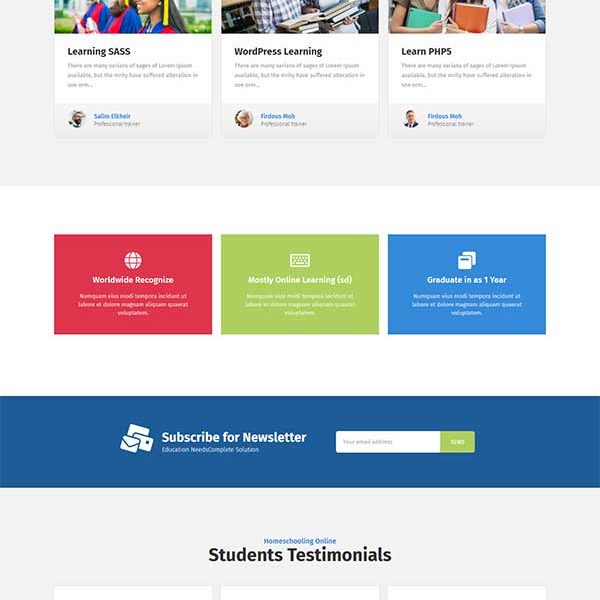 Learning SASS
There are many varians of sages of Lorem Ipsum
available, but the mrity have suffered alteration in
se orem...
Salim Elkheir
Professional trainer
WordPress Learning
There are many varians of sages of Lorem Ipsum
available, but the mrity have suffered alteration in
se orem...
Firdous Moh
Professional trainer
Learn PHP5
There are many varians of sages of Lorem Ipsum
available, but the mrity have suffered alteration in
se orem...
Firdous Moh
Professional trainer
Worldwide Recognize
Numquam eius modi tempora incidunt ut
labore et dolore magnam aliquam quaerat
voluptatem.
Mostly Online Learning (sd)
Numquam eius modi tempora incidunt ut
labore et dolore magnam aliquam quaerat
voluptatem.
Graduate in as 1 Year
Numquam eius modi tempora incidunt ut
labore et dolore magnam aliquam quaerat
voluptatem.
Subscribe for Newsletter
Education NeedsComplete Solution
Your email address
SEND
Homeschooling Online
Students Testimonials